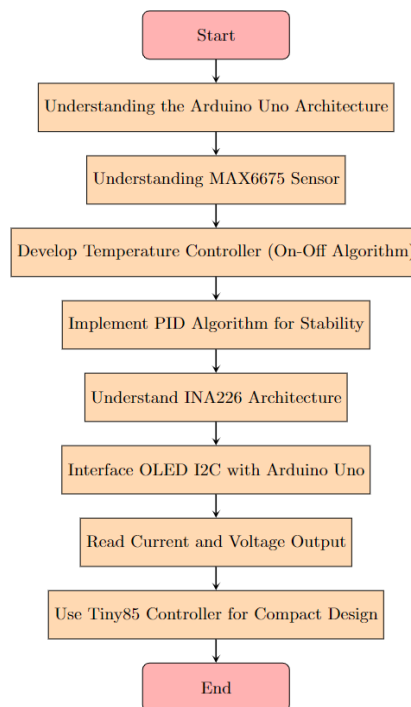 Start
Understanding the Arduino Uno Architecture
Understanding MAX6675 Sensor
Develop Temperature Controller (On-Off Algorithm)
Implement PID Algorithm for Stability
Understand INA226 Architecture
Interface OLED I2C with Arduino Uno
Read Current and Voltage Output
Use Tiny85 Controller for Compact Design
End